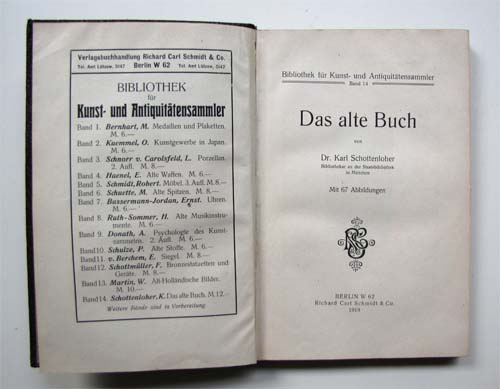 Verlagsbuchhandlung Richard Carl Schmidt & Co.
Tel. Amt Lützow, 5147 Berlin W 62 Tel. Amt Lützow, 5147
BIBLIOTHEK
für
Kunst- und Antiquitätensammler
Band 1. Bernhart, M. Medaillen und Plaketten.
M. 6.—
Band 2. Kuemmel, O. Kunstgewerbe in Japan.
M. 6.—
Band 3. Schnorr v. Carolsfeld, L. Porzellan.
2. Aufl. M. 8.—
Band 4. Haenel, E. Alte Waffen. M. 6.—
Band 5. Schmidt, Robert. Möbel. 3. Aufl. M. 8.—
Band 6. Schuette, M. Alte Spitzen. M. 8.—
Band 7. Bassermann-Jordan, Ernst. Uhren.
M. 6.—
Band 8. Ruth-Sommer, H. Alte Musikinstru-
mente. M. 6.—
Band 9. Donath, A. Psychologie des Kunst-
sammelns. 2. Aufl. M. 6.—
Band 10. Schulze, P. Alte Stoffe. M. 6.—
Band 11. v. Berchem, E. Siegel. M. 8.—
Band 12. Schottmüller, F. Bronzestatuetten und
Geräte. M. 8.—
Band 13. Martin, W. Alt-Holländische Bilder.
M. 10.—
Band 14. Schottenloher, K. Das alte Buch. M. 12.—
Weitere Bände sind in Vorbereitung.
Bibliothek für Kunst- und Antiquitätensammler
Band 14
Das alte Buch
von
Dr. Karl Schottenloher
Bibliothekar an der Staatsbibliothek
in München
Mit 67 Abbildungen
BERLIN W 62
Richard Carl Schmidt & Co.
1919